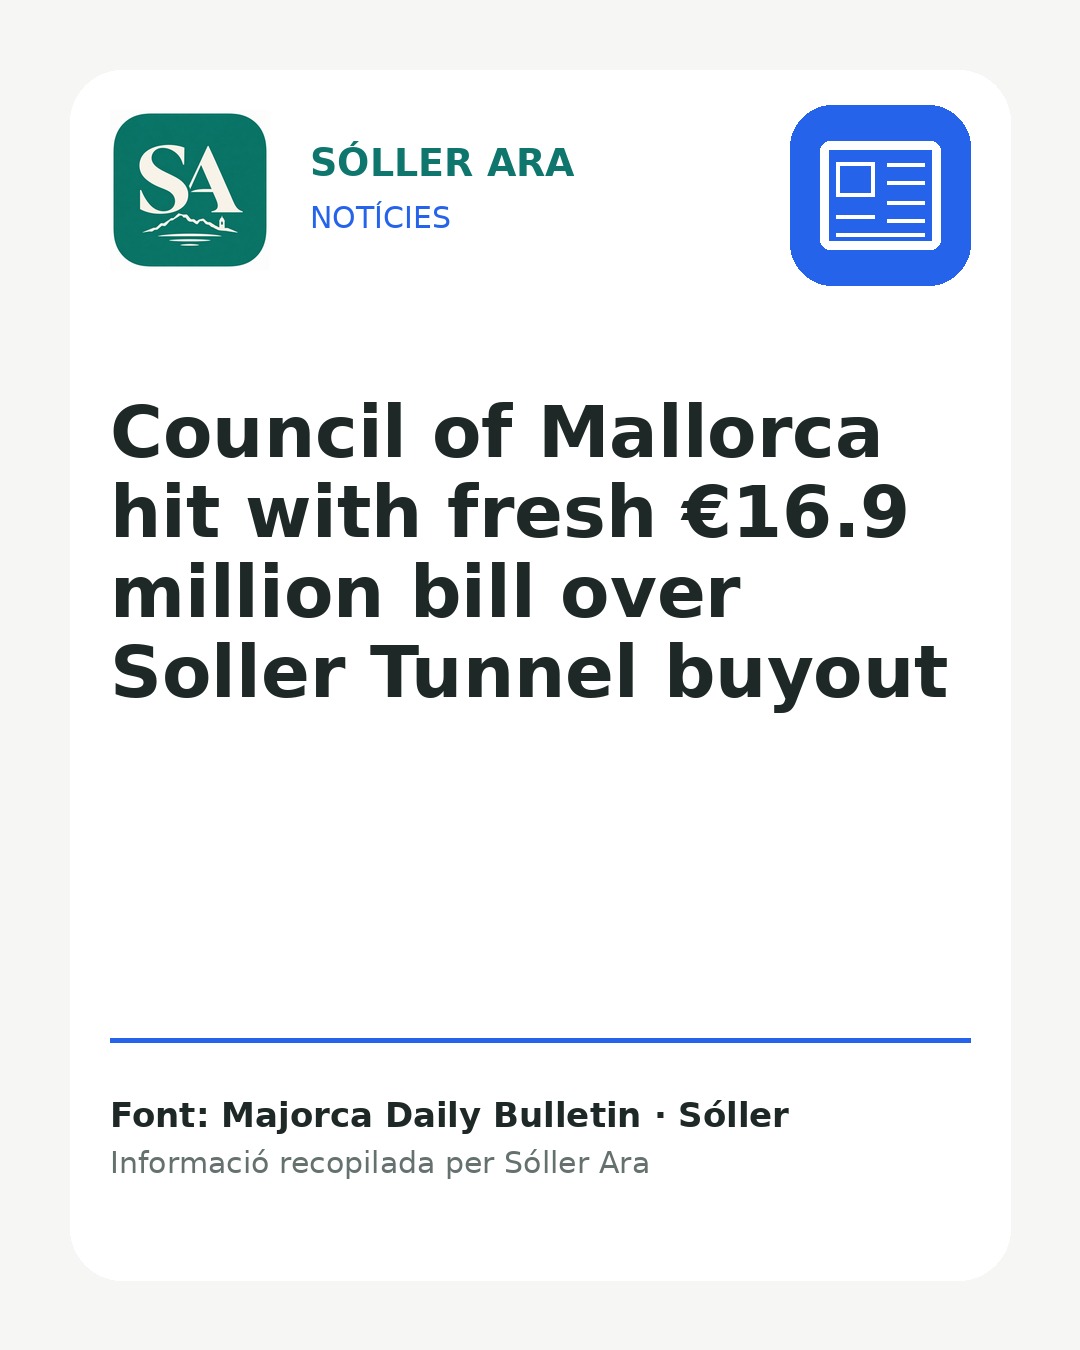 SA
SÓLLER ARA
NOTÍCIES
Council of Mallorca
hit with fresh €16.9
million bill over
Soller Tunnel buyout
Font: Majorca Daily Bulletin · Sóller
Informació recopilada per Sóller Ara